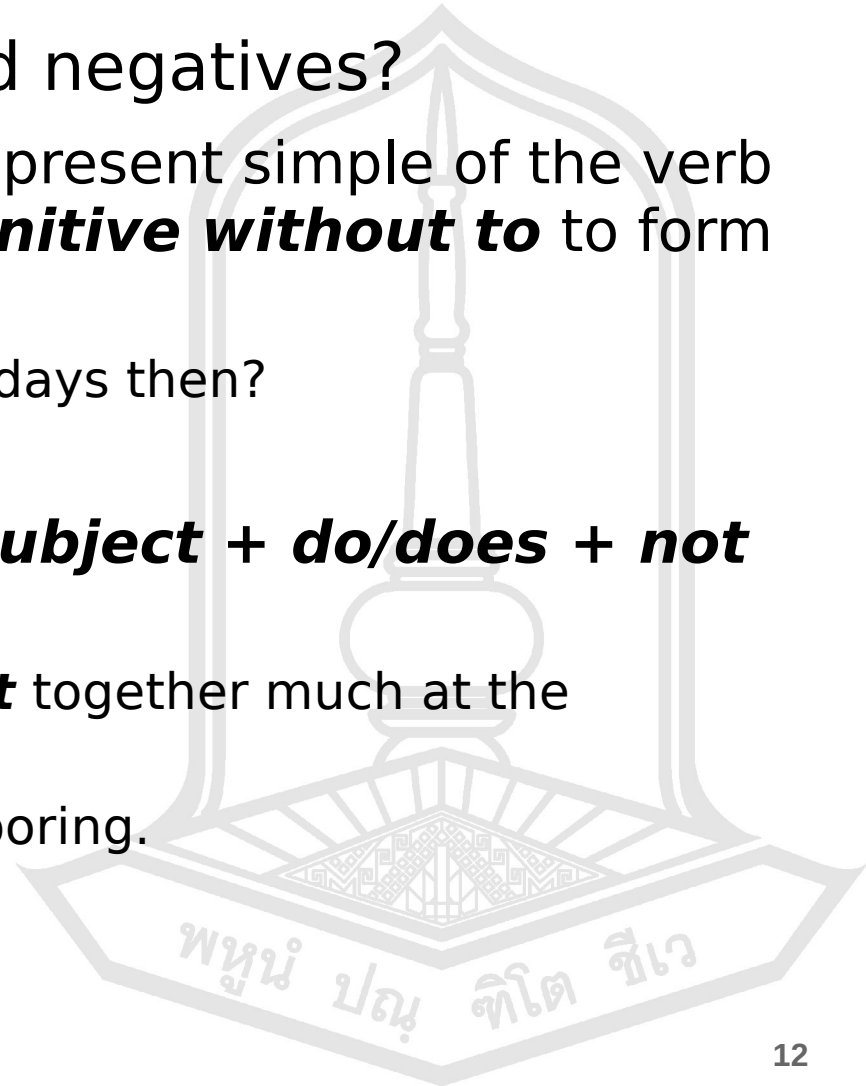 d negatives?
present simple of the verb
nitive without to to form
days then?
ubject + do/does + not
t together much at the
oring.
พหูนํ ปณฺฑิโต ชีเว
12